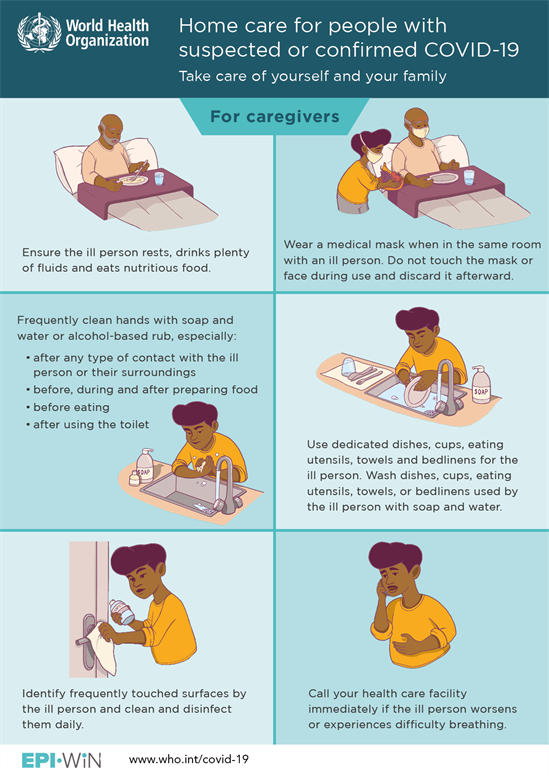 World Health
Organization
Home care for people with
suspected or confirmed COVID-19
Take care of yourself and your family
For caregivers
Ensure the ill person rests, drinks plenty
of fluids and eats nutritious food.
Wear a medical mask when in the same room
with an ill person. Do not touch the mask or
face during use and discard it afterward.
Frequently clean hands with soap and
water or alcohol-based rub, especially:
• after any type of contact with the ill
person or their surroundings
• before, during and after preparing food
• before eating
• after using the toilet
SOAP
SOAP
Use dedicated dishes, cups, eating
utensils, towels and bedlinens for the
ill person. Wash dishes, cups, eating
utensils, towels, or bedlinens used by
the ill person with soap and water.
Identify frequently touched surfaces by
the ill person and clean and disinfect
them daily.
Call your health care facility
immediately if the ill person worsens
or experiences difficulty breathing.
EPI·WiN
www.who.int/covid-19